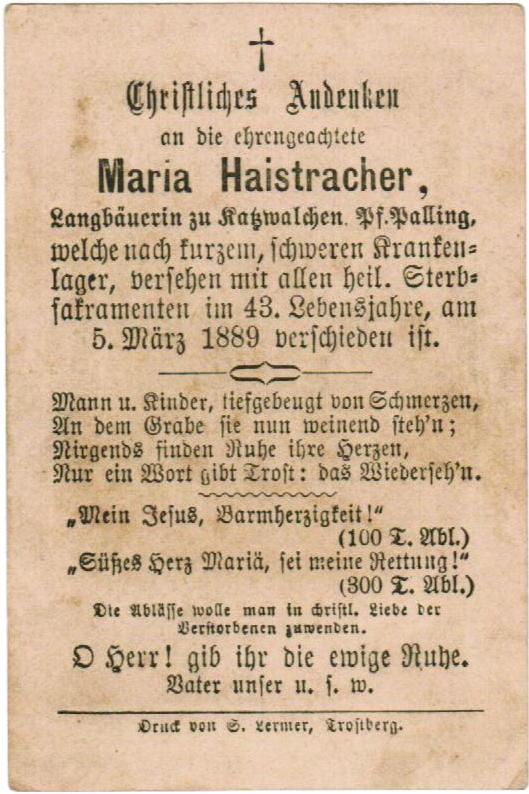 Christliches Andenken
an die ehrengeachtete
Maria Haistracher,
Langbäuerin zu Katzwalchen, Pf. Palling,
welche nach kurzem, schweren Kranken=
lager, versehen mit allen heil. Sterb=
sakramenten im 43. Lebensjahre, am
5. März 1889 verschieden ist.
Mann u. Kinder, tiefgebeugt von Schmerzen,
An dem Grabe sie nun weinend steh'n;
Nirgends finden Ruhe ihre Herzen,
Nur ein Wort gibt Trost: das Wiederseh'n.
„Mein Jesus, Barmherzigkeit!"
(100 T. Abl.)
„Süßes Herz Mariä, sei meine Rettung!"
(300 T. Abl.)
Die Ablässe wolle man in christl. Liebe der
Verstorbenen zuwenden.
O Herr! gib ihr die ewige Ruhe.
Vater unser u. s. w.
Druck von S. Lermer, Trostberg.